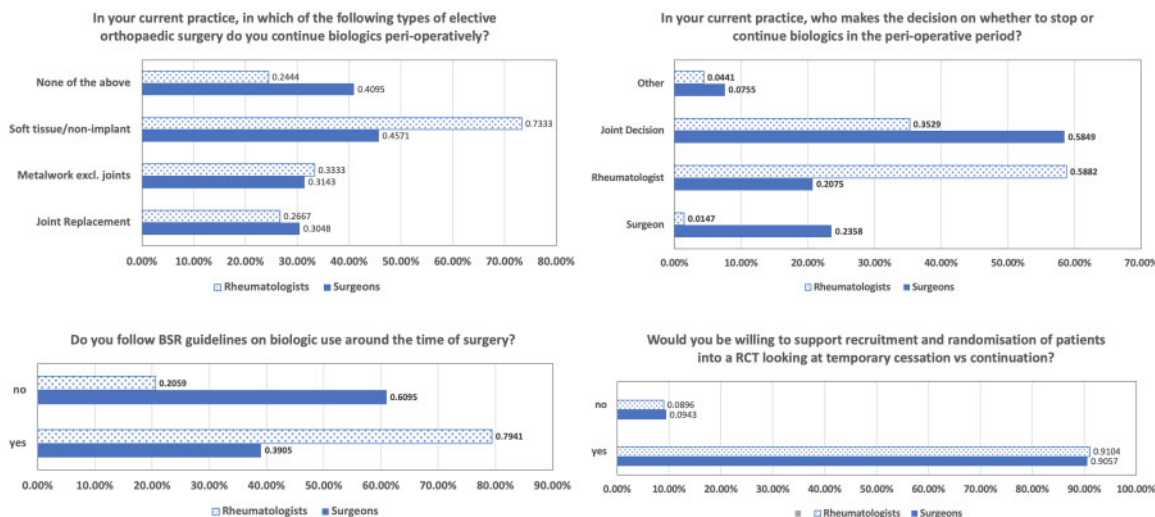 In your current practice, in which of the following types of elective
orthopaedic surgery do you continue biologics peri-operatively?
None of the above
0.2444
0.4095
Soft tissue/non-implant
0.7333
0.4571
Metalwork excl. joints
0.3333
0.3143
Joint Replacement
0.2667
0.3048
0.00% 10.00% 20.00% 30.00% 40.00% 50.00% 60.00% 70.00% 80.00%
Rheumatologists Surgeons
In your current practice, who makes the decision on whether to stop or
continue biologics in the peri-operative period?
Other
0.0441
0.0755
Joint Decision
0.3529
0.5849
Rheumatologist
0.5882
0.2075
Surgeon
0.0147
0.2358
0.00% 10.00% 20.00% 30.00% 40.00% 50.00% 60.00% 70.00%
Rheumatologists Surgeons
Do you follow BSR guidelines on biologic use around the time of surgery?
no
0.2059
0.6095
yes
0.7941
0.3905
0.00% 10.00% 20.00% 30.00% 40.00% 50.00% 60.00% 70.00% 80.00% 90.00%
Rheumatologists Surgeons
Would you be willing to support recruitment and randomisation of patients
into a RCT looking at temporary cessation vs continuation?
no
0.0896
0.0943
yes
0.9104
0.9057
0.00% 10.00% 20.00% 30.00% 40.00% 50.00% 60.00% 70.00% 80.00% 90.00% 100.00%
Rheumatologists Surgeons